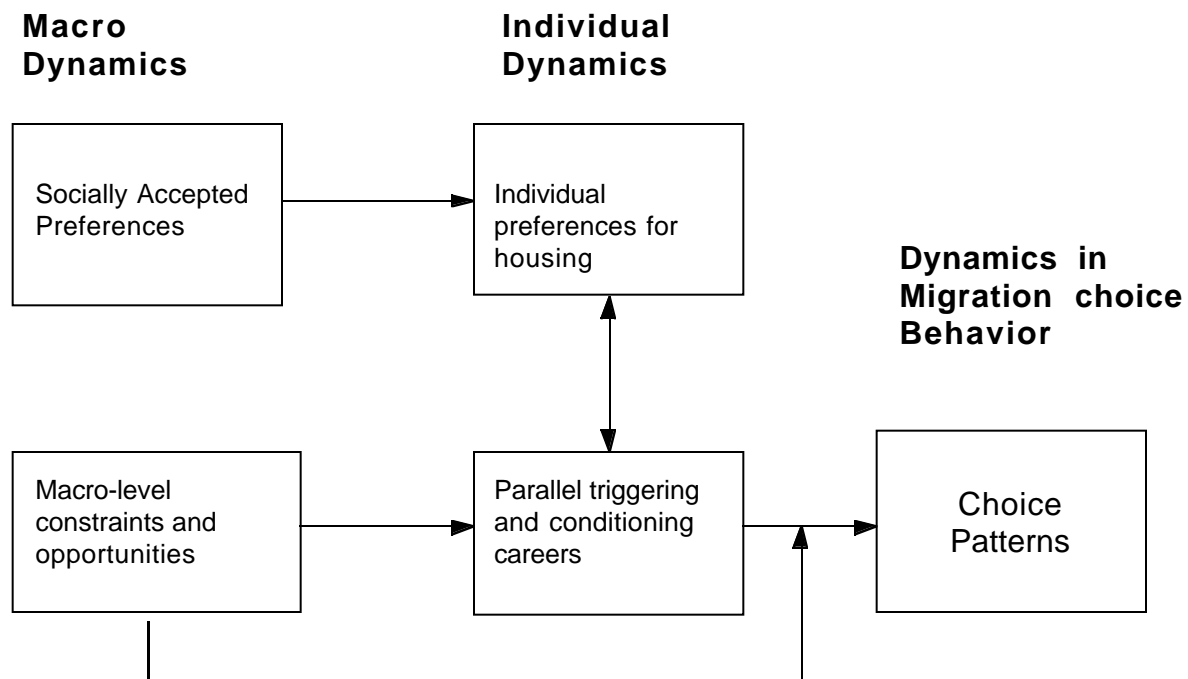 Macro
Dynamics
Individual
Dynamics
Socially Accepted
Preferences
Individual
preferences for
housing
Dynamics in
Migration choice
Behavior
Macro-level
constraints and
opportunities
Parallel triggering
and conditioning
careers
Choice
Patterns